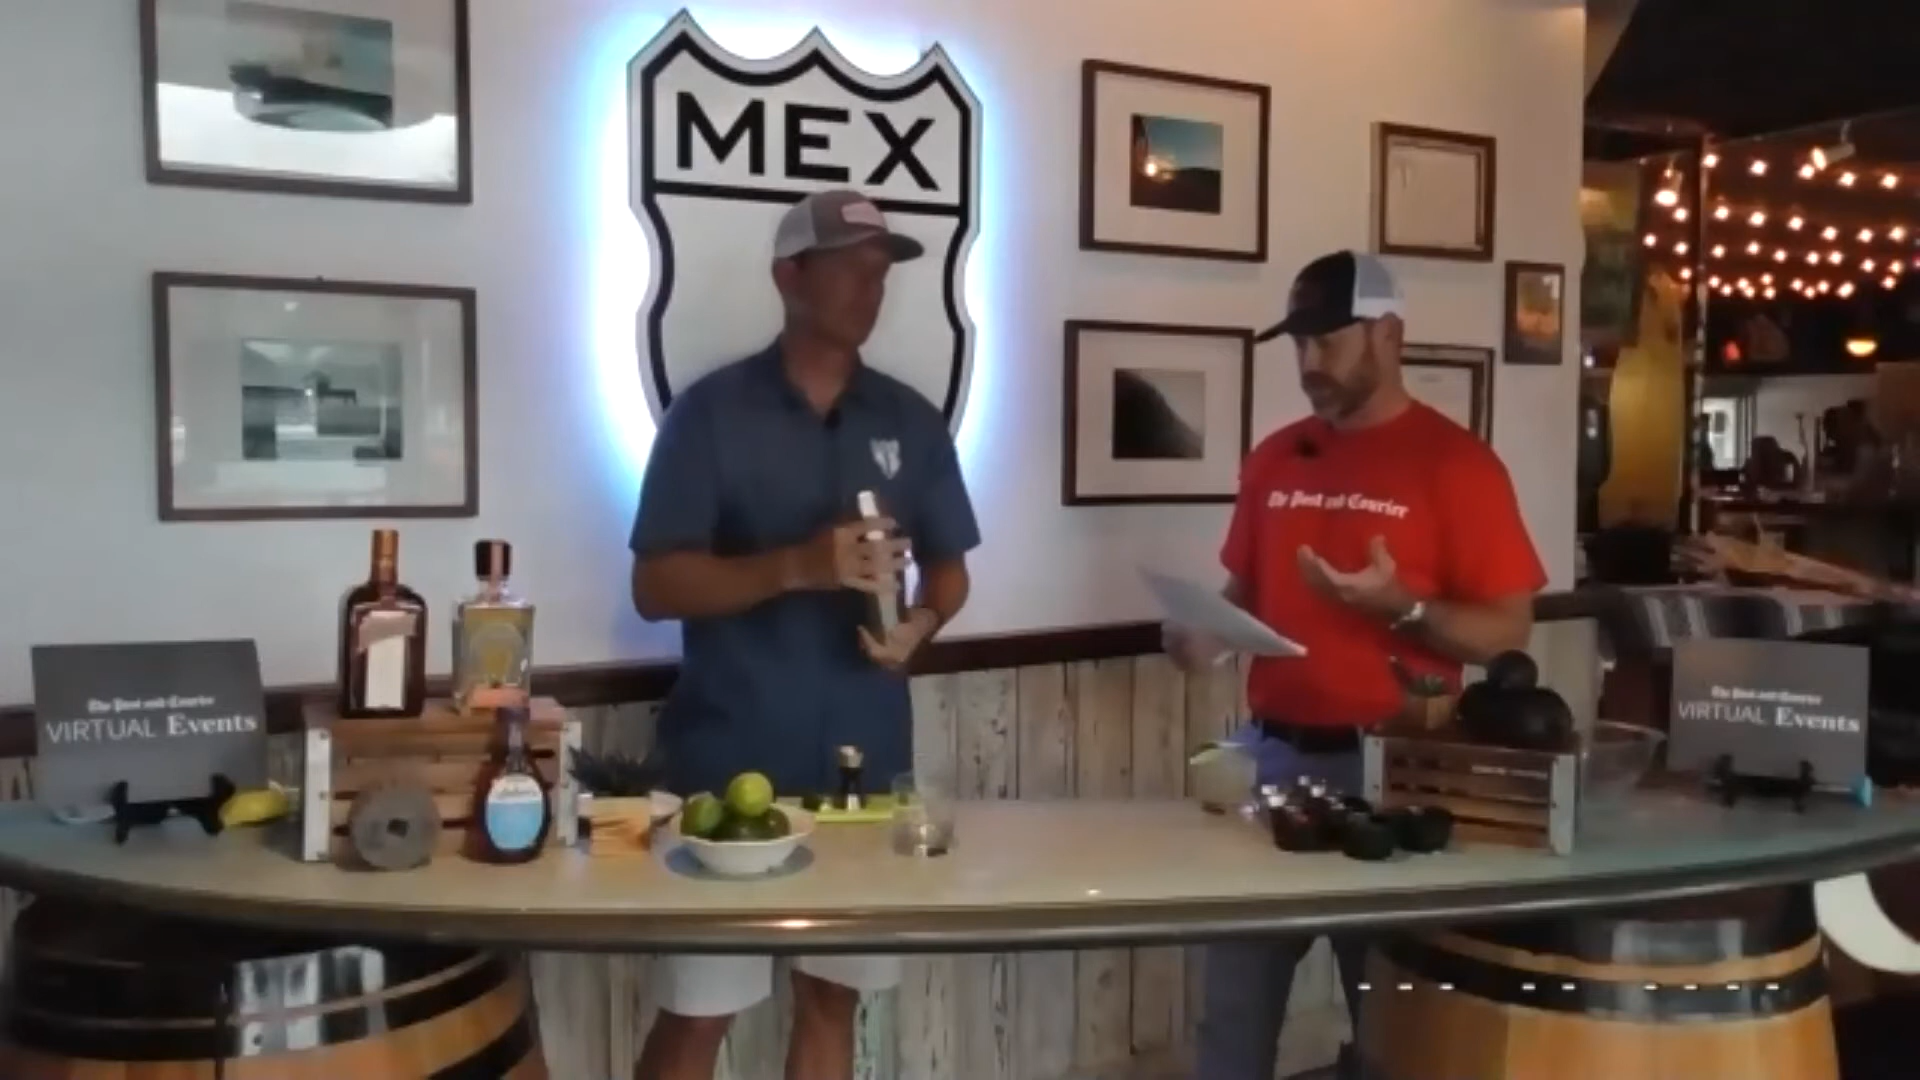 MEX
The Post and Courier
The Post and Courier
VIRTUAL Events
The Post and Courier
VIRTUAL Events